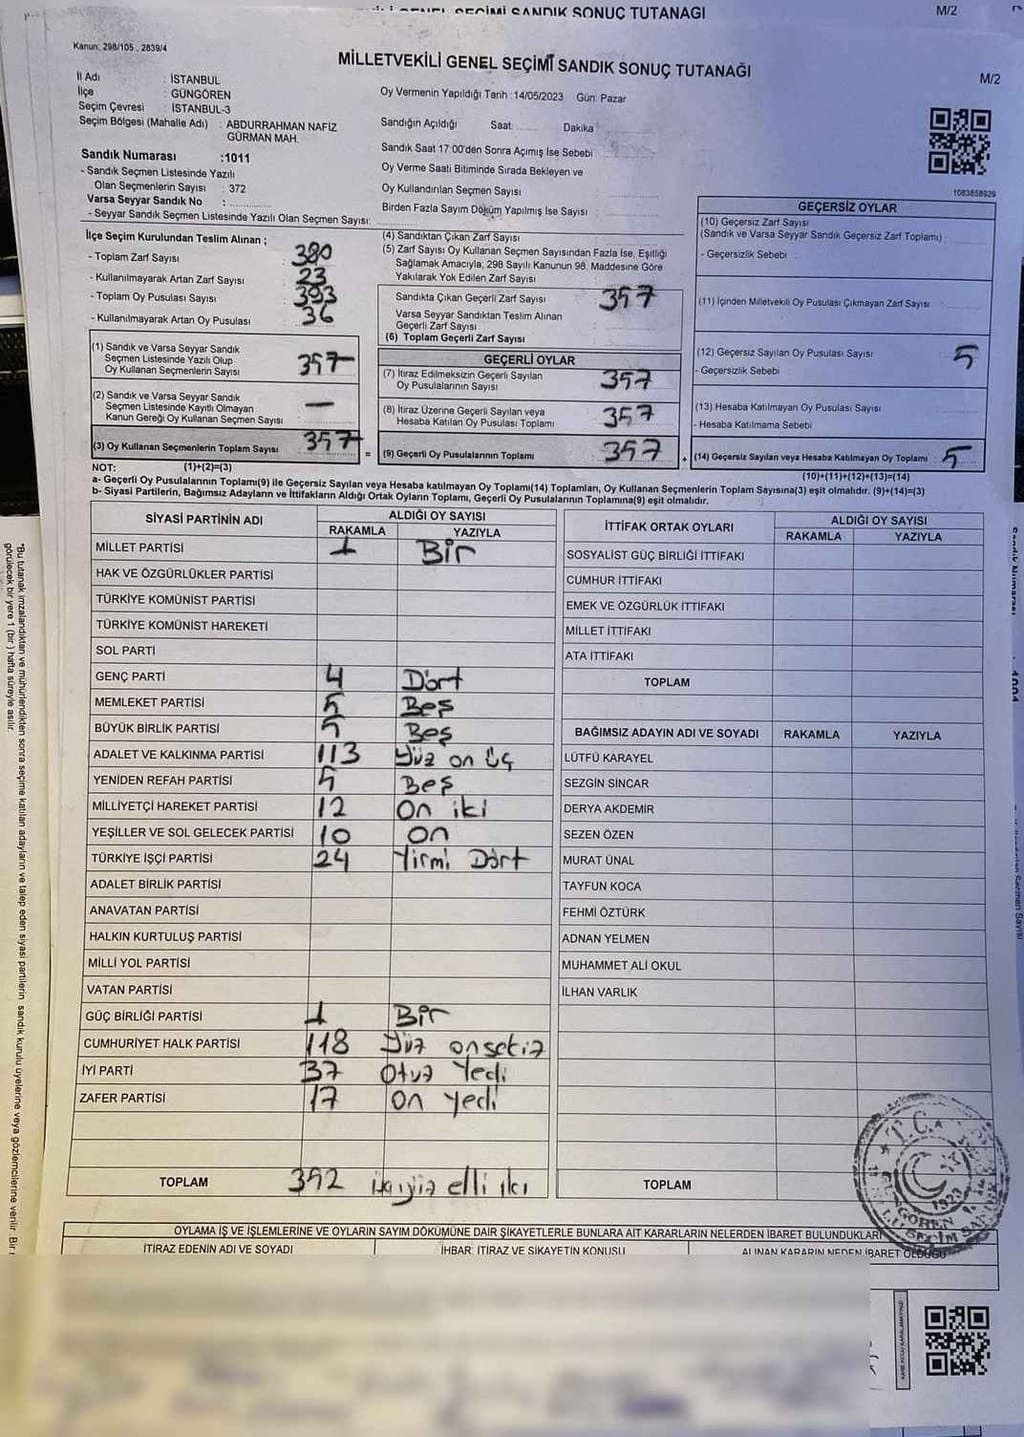 GENEL SEÇİMİ SANDIK SONUÇ TUTANAĞI
M/2
Kanun: 298/105, 2839/4
MİLLETVEKİLİ GENEL SEÇİMİ SANDIK SONUÇ TUTANAĞI
M/2
İl Adı : İSTANBUL
İlçe : GÜNGÖREN
Seçim Çevresi : İSTANBUL-3
Seçim Bölgesi (Mahalle Adı) : ABDURRAHMAN NAFİZ
GÜRMAN MAH.
Sandık Numarası :1011
- Sandık Seçmen Listesinde Yazılı
Olan Seçmenlerin Sayısı : 372
Varsa Seyyar Sandık No :
- Seyyar Sandık Seçmen Listesinde Yazılı Olan Seçmen Sayısı:
Oy Vermenin Yapıldığı Tarih :14/05/2023 Gün: Pazar
Sandığın Açıldığı Saat: Dakika
Sandık Saat 17:00'den Sonra Açımış İse Sebebi
Oy Verme Saati Bitiminde Sırada Bekleyen ve
Oy Kullandırılan Seçmen Sayısı
Birden Fazla Sayım Döküm Yapılmış İse Sayısı
1083858929
İlçe Seçim Kurulundan Teslim Alınan ;
- Toplam Zarf Sayısı : 380
- Kullanılmayarak Artan Zarf Sayısı : 23
- Toplam Oy Pusulası Sayısı : 393
- Kullanılmayarak Artan Oy Pusulası : 36
(1) Sandık ve Varsa Seyyar Sandık
Seçmen Listesinde Yazılı Olup
Oy Kullanan Seçmenlerin Sayısı : 357
(2) Sandık ve Varsa Seyyar Sandık
Seçmen Listesinde Kayıtlı Olmayan
Kanun Gereği Oy Kullanan Seçmen Sayısı : —
(3) Oy Kullanan Seçmenlerin Toplam Sayısı : 357
(4) Sandıktan Çıkan Zarf Sayısı
(5) Zarf Sayısı Oy Kullanan Seçmen Sayısından Fazla İse, Eşitliği
Sağlamak Amacıyla, 298 Sayılı Kanunun 98. Maddesine Göre
Yakılarak Yok Edilen Zarf Sayısı
Sandıkta Çıkan Geçerli Zarf Sayısı 357
Varsa Seyyar Sandıktan Teslim Alınan
Geçerli Zarf Sayısı
(6) Toplam Geçerli Zarf Sayısı
GEÇERLİ OYLAR
(7) İtiraz Edilmeksizin Geçerli Sayılan
Oy Pusulalarının Sayısı 357
(8) İtiraz Üzerine Geçerli Sayılan veya
Hesaba Katılan Oy Pusulası Toplamı 357
= (9) Geçerli Oy Pusulalarının Toplamı 357
GEÇERSİZ OYLAR
(10) Geçersiz Zarf Sayısı
(Sandık ve Varsa Seyyar Sandık Geçersiz Zarf Toplamı) :
- Geçersizlik Sebebi :
(11) İçinden Milletvekili Oy Pusulası Çıkmayan Zarf Sayısı
(12) Geçersiz Sayılan Oy Pusulası Sayısı : 5
- Geçersizlik Sebebi
(13) Hesaba Katılmayan Oy Pusulası Sayısı
- Hesaba Katılmama Sebebi
+ (14) Geçersiz Sayılan veya Hesaba Katılmayan Oy Toplamı : 5
NOT: (1)+(2)=(3)
(10)+(11)+(12)+(13)=(14)
a- Geçerli Oy Pusulalarının Toplamı(9) ile Geçersiz Sayılan veya Hesaba katılmayan Oy Toplamı(14) Toplamları, Oy Kullanan Seçmenlerin Toplam Sayısına(3) eşit olmalıdır. (9)+(14)=(3)
b- Siyasi Partilerin, Bağımsız Adayların ve İttifakların Aldığı Ortak Oyların Toplamı, Geçerli Oy Pusulalarının Toplamına(9) eşit olmalıdır.
SİYASİ PARTİNİN ADI ALDIĞI OY SAYISI
RAKAMLA YAZIYLA
MİLLET PARTİSİ 1 Bir
HAK VE ÖZGÜRLÜKLER PARTİSİ
TÜRKİYE KOMÜNİST PARTİSİ
TÜRKİYE KOMÜNİST HAREKETİ
SOL PARTİ
GENÇ PARTİ 4 Dört
MEMLEKET PARTİSİ 5 Beş
BÜYÜK BİRLİK PARTİSİ 5 Beş
ADALET VE KALKINMA PARTİSİ 113 Yüz on üç
YENİDEN REFAH PARTİSİ 5 Beş
MİLLİYETÇİ HAREKET PARTİSİ 12 On iki
YEŞİLLER VE SOL GELECEK PARTİSİ 10 On
TÜRKİYE İŞÇİ PARTİSİ 24 Yirmi Dört
ADALET BİRLİK PARTİSİ
ANAVATAN PARTİSİ
HALKIN KURTULUŞ PARTİSİ
MİLLİ YOL PARTİSİ
VATAN PARTİSİ
GÜÇ BİRLİĞİ PARTİSİ 1 Bir
CUMHURİYET HALK PARTİSİ 118 Yüz onsekiz
İYİ PARTİ 37 Otuz Yedi
ZAFER PARTİSİ 17 On Yedi
TOPLAM 352 ikiyüz elli iki
İTTİFAK ORTAK OYLARI ALDIĞI OY SAYISI
RAKAMLA YAZIYLA
SOSYALİST GÜÇ BİRLİĞİ İTTİFAKI
CUMHUR İTTİFAKI
EMEK VE ÖZGÜRLÜK İTTİFAKI
MİLLET İTTİFAKI
ATA İTTİFAKI
TOPLAM
BAĞIMSIZ ADAYIN ADI VE SOYADI RAKAMLA YAZIYLA
LÜTFÜ KARAYEL
SEZGİN SİNCAR
DERYA AKDEMİR
SEZEN ÖZEN
MURAT ÜNAL
TAYFUN KOCA
FEHMİ ÖZTÜRK
ADNAN YELMEN
MUHAMMET ALİ OKUL
İLHAN VARLIK
TOPLAM
T.C.
1923
GÜNGÖREN
SEÇİM
OYLAMA İŞ VE İŞLEMLERİNE VE OYLARIN SAYIM DÖKÜMÜNE DAİR ŞİKAYETLERLE BUNLARA AİT KARARLARIN NELERDEN İBARET BULUNDUKLARI
İTİRAZ EDENİN ADI VE SOYADI İHBAR, İTİRAZ VE ŞİKAYETİN KONUSU ALINAN KARARIN NEDEN İBARET OLDUĞU
"Bu tutanak imzalandıktan ve mühürlendikten sonra seçime katılan adayların ve talep eden siyasi partilerin sandık kurulu üyelerine veya gözlemcilerine verilir. Bir
görülecek bir yere 1 (bir) hafta süreyle asılır.
Sandık Numarası